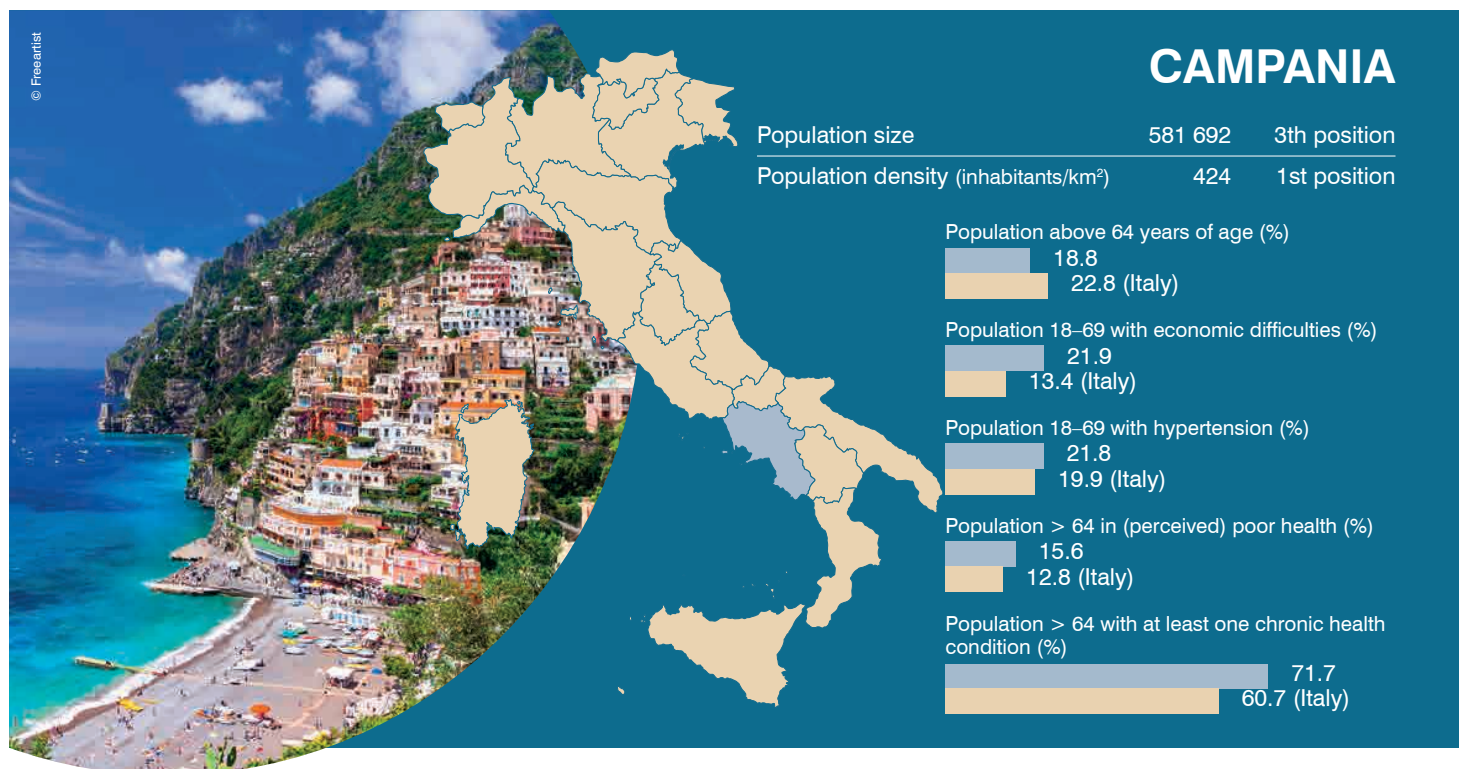 © Freeartist
CAMPANIA
Population size 581 692 3th position
Population density (inhabitants/km²) 424 1st position
Population above 64 years of age (%)
18.8
22.8 (Italy)
Population 18–69 with economic difficulties (%)
21.9
13.4 (Italy)
Population 18–69 with hypertension (%)
21.8
19.9 (Italy)
Population > 64 in (perceived) poor health (%)
15.6
12.8 (Italy)
Population > 64 with at least one chronic health
condition (%)
71.7
60.7 (Italy)